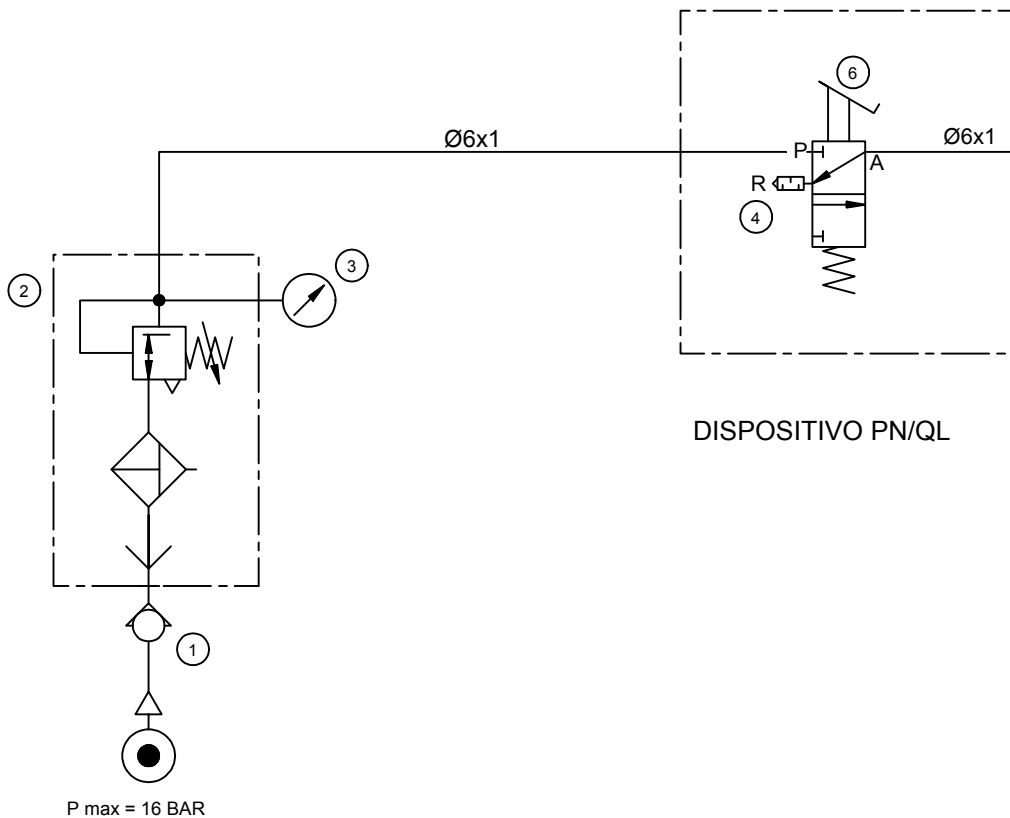 6
Ø6x1
Ø6x1
P
A
R
4
3
2
DISPOSITIVO PN/QL
1
P max = 16 BAR